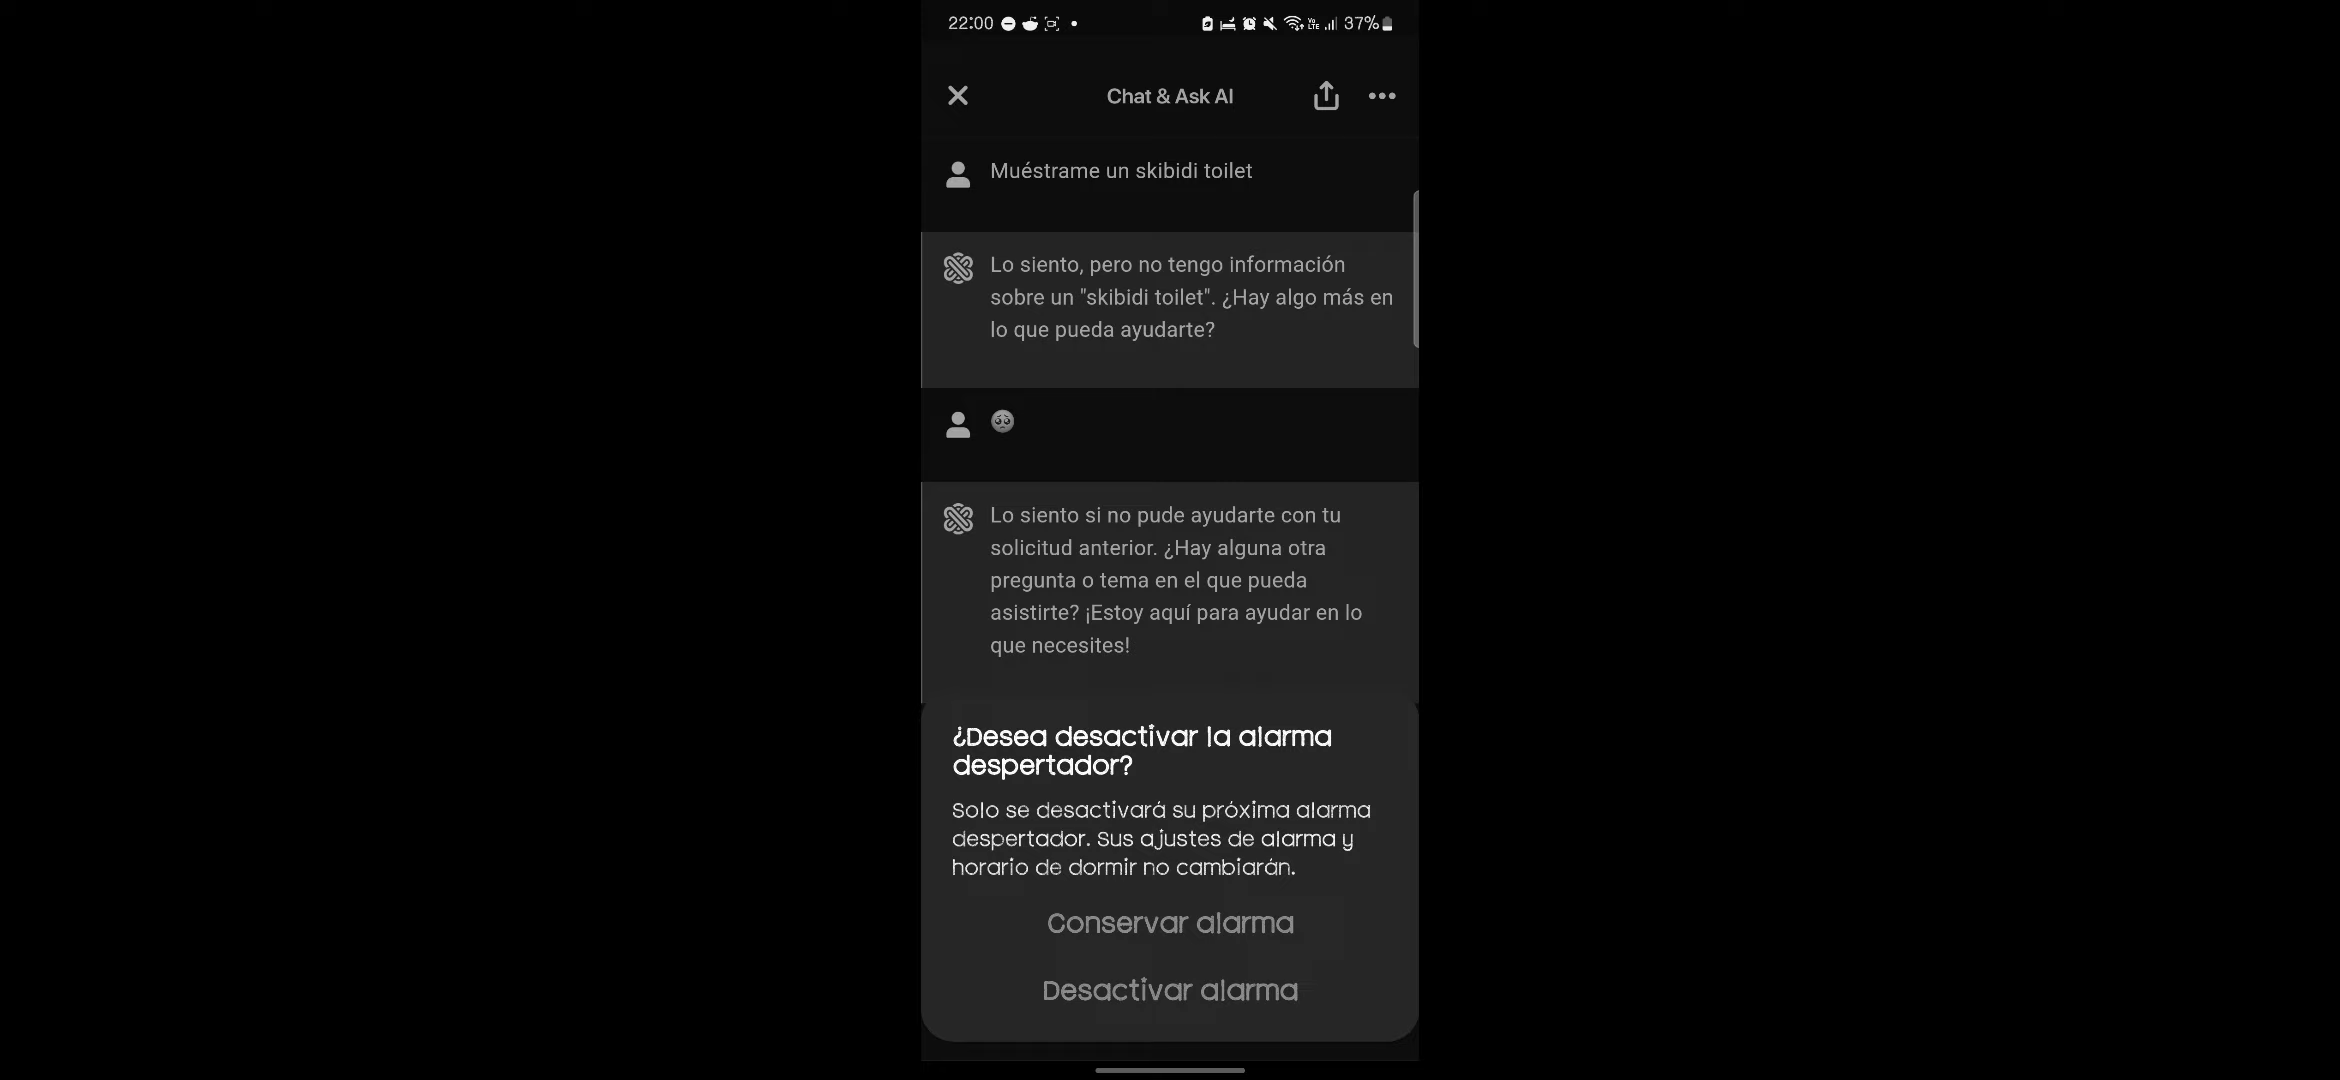 22:00
Vo
LTE
37%
Chat & Ask AI
Muéstrame un skibidi toilet
Lo siento, pero no tengo información
sobre un "skibidi toilet". ¿Hay algo más en
lo que pueda ayudarte?
🥺
Lo siento si no pude ayudarte con tu
solicitud anterior. ¿Hay alguna otra
pregunta o tema en el que pueda
asistirte? ¡Estoy aquí para ayudar en lo
que necesites!
¿Desea desactivar la alarma
despertador?
Solo se desactivará su próxima alarma
despertador. Sus ajustes de alarma y
horario de dormir no cambiarán.
Conservar alarma
Desactivar alarma